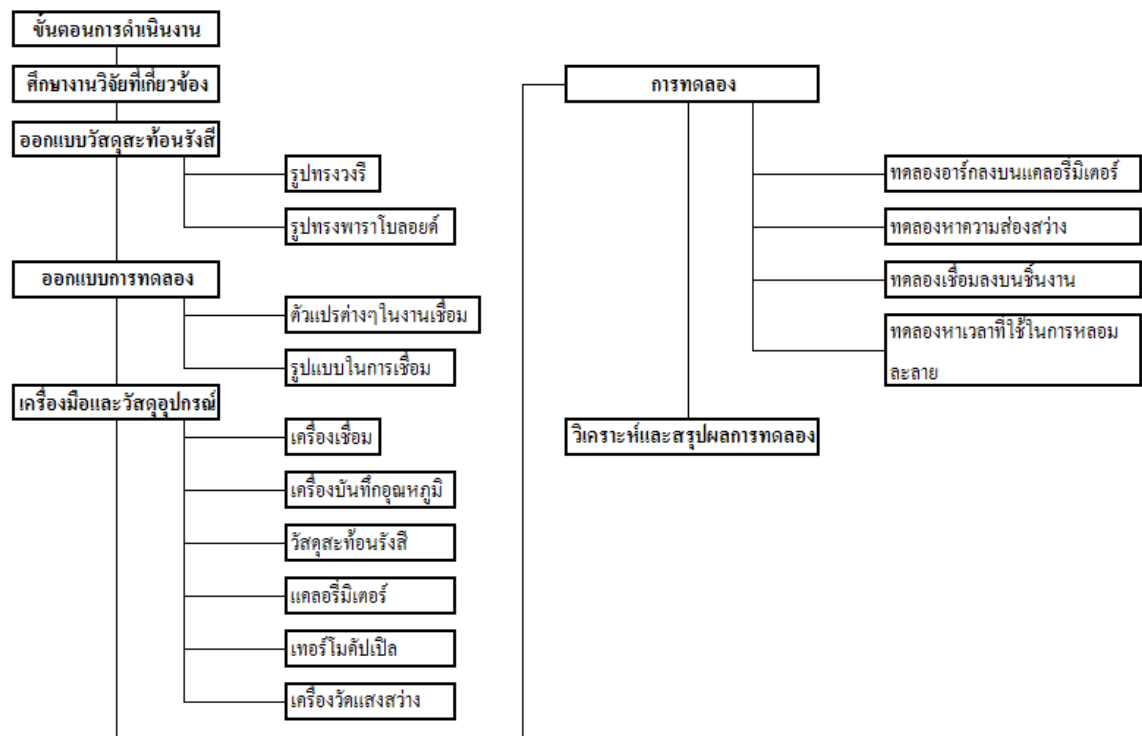 ขั้นตอนการดำเนินงาน
ศึกษางานวิจัยที่เกี่ยวข้อง
ออกแบบวัสดุสะท้อนรังสี
รูปทรงวงรี
รูปทรงพาราโบลอยด์
ออกแบบการทดลอง
ตัวแปรต่างๆในงานเชื่อม
รูปแบบในการเชื่อม
เครื่องมือและวัสดุอุปกรณ์
เครื่องเชื่อม
เครื่องบันทึกอุณหภูมิ
วัสดุสะท้อนรังสี
แคลอรี่มิเตอร์
เทอร์โมคัปเปิล
เครื่องวัดแสงสว่าง
การทดลอง
ทดลองอาร์กลงบนแคลอรี่มิเตอร์
ทดลองหาความส่องสว่าง
ทดลองเชื่อมลงบนชิ้นงาน
ทดลองหาเวลาที่ใช้ในการหลอม
ละลาย
วิเคราะห์และสรุปผลการทดลอง